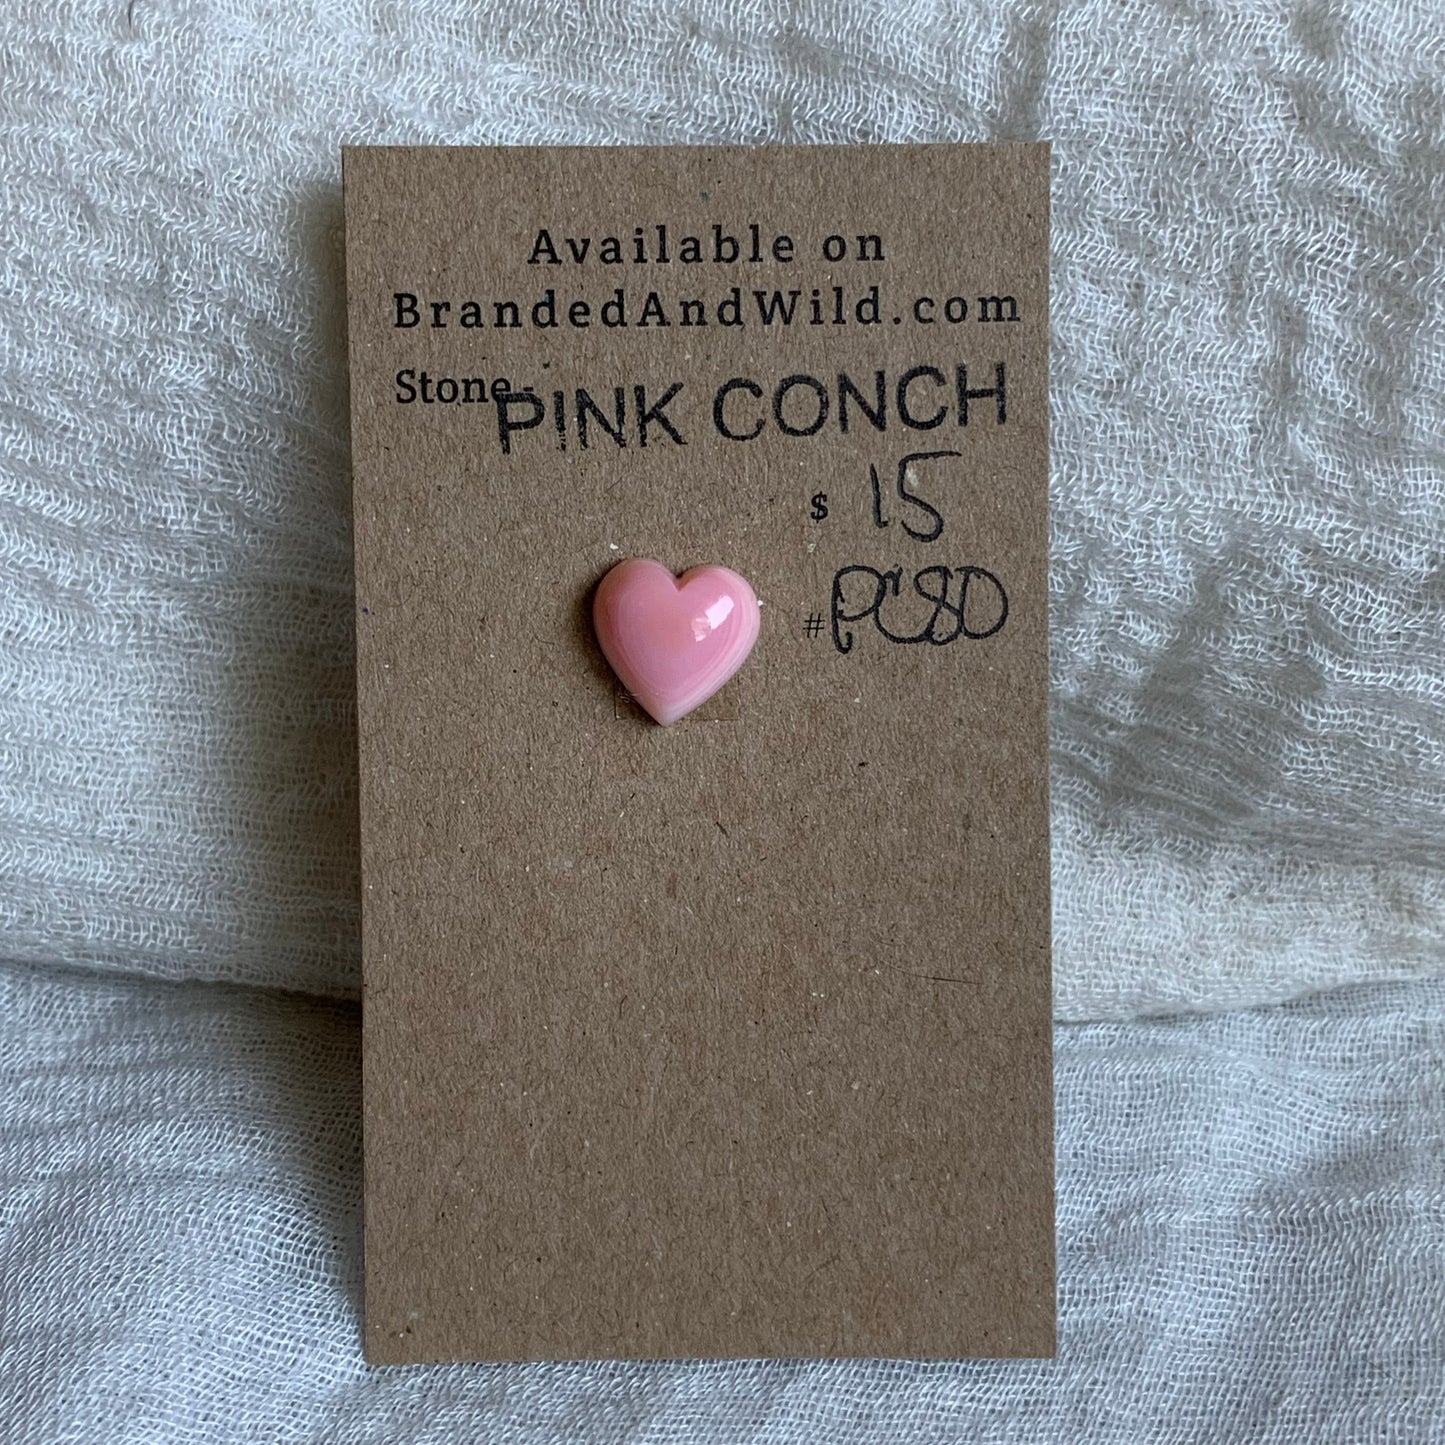 Available on
BrandedAndWild.com
Stone - PINK CONCH
$ 15
#PC80